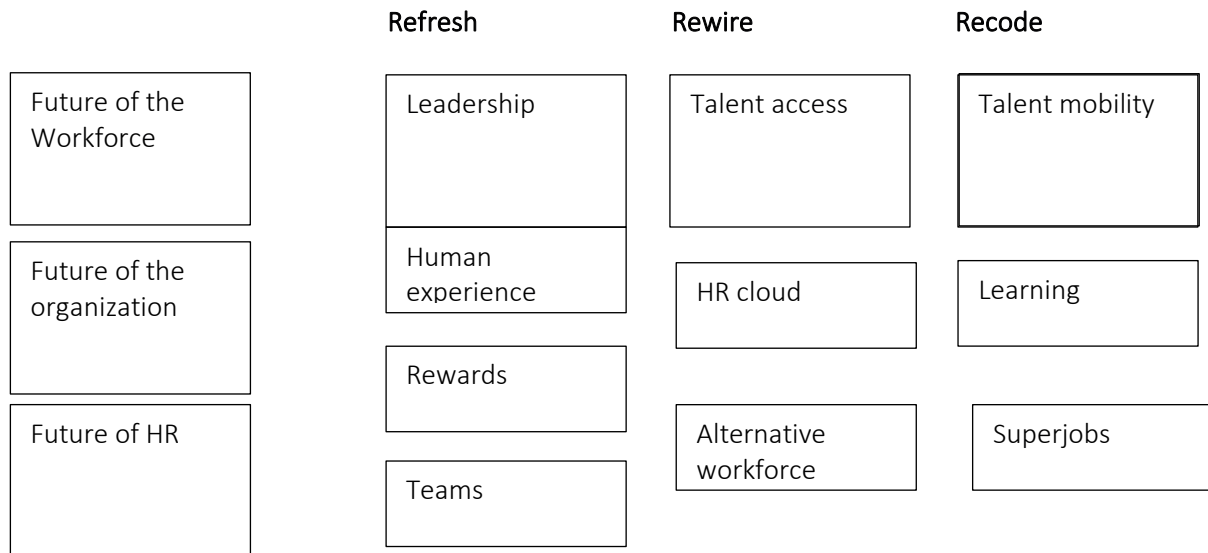 Refresh
Rewire
Recode
Future of the
Workforce
Leadership
Talent access
Talent mobility
Future of the
organization
Human
experience
HR cloud
Learning
Rewards
Future of HR
Alternative
workforce
Superjobs
Teams